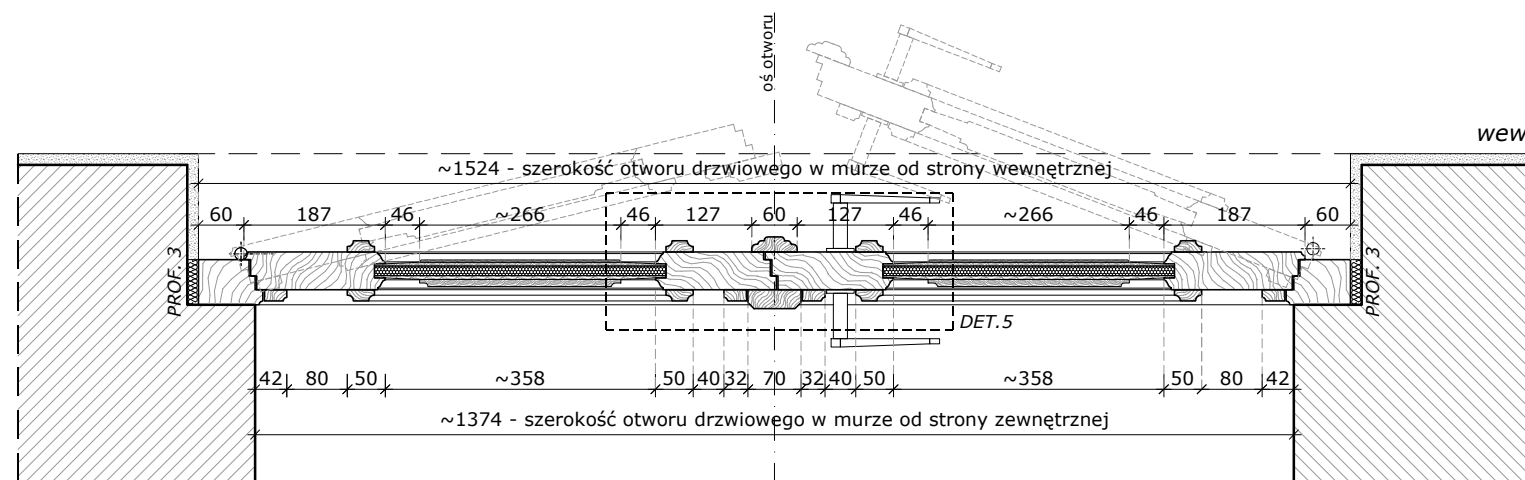 oś otworu
wew
~1524 - szerokość otworu drzwiowego w murze od strony wewnętrznej
60 187 46 ~266 46 127 60 127 46 ~266 46 187 60
PROF. 3
PROF. 3
DET.5
42 80 50 ~358 50 40 32 70 32 40 50 ~358 50 80 42
~1374 - szerokość otworu drzwiowego w murze od strony zewnętrznej